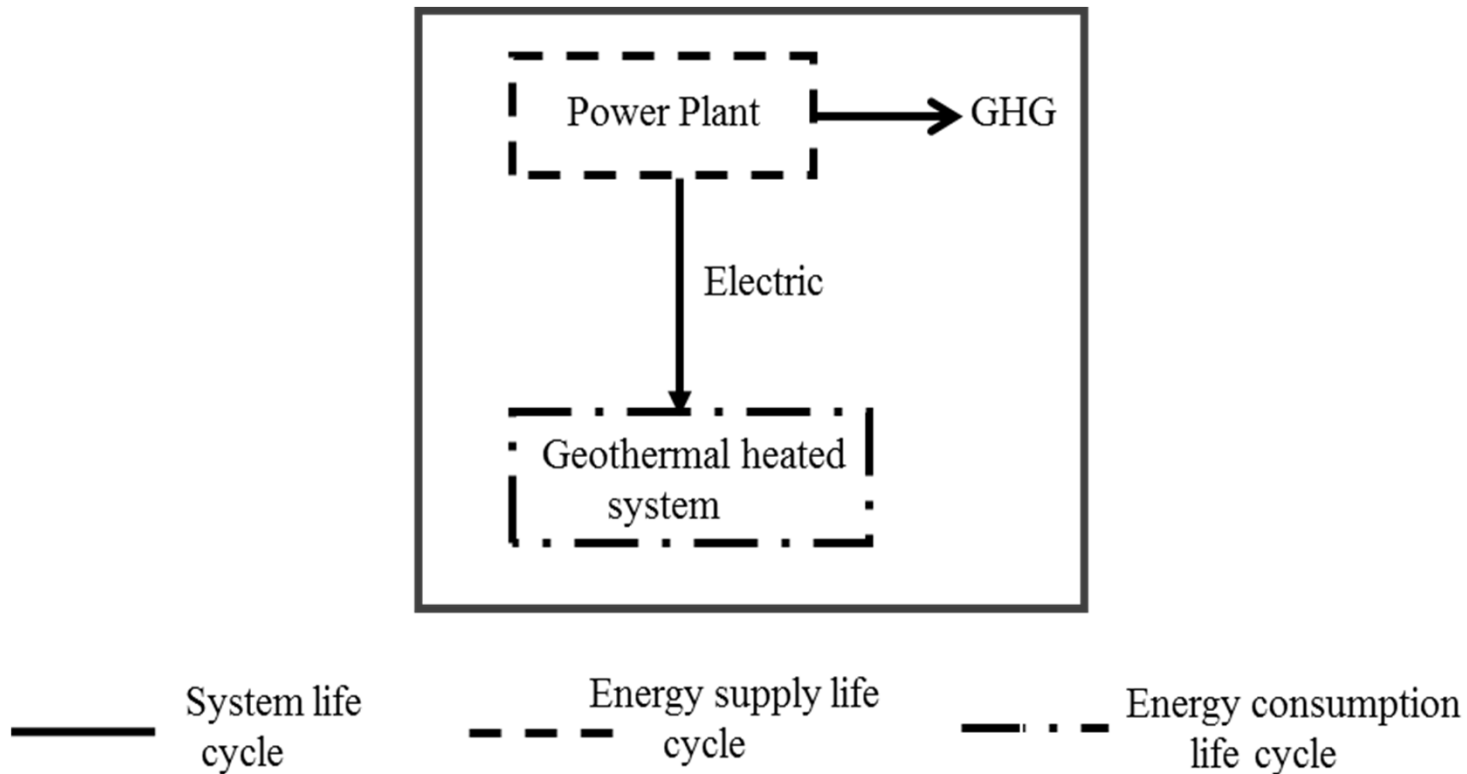 Power Plant
GHG
Electric
Geothermal heated
system
System life
cycle
Energy supply life
cycle
Energy consumption
life cycle